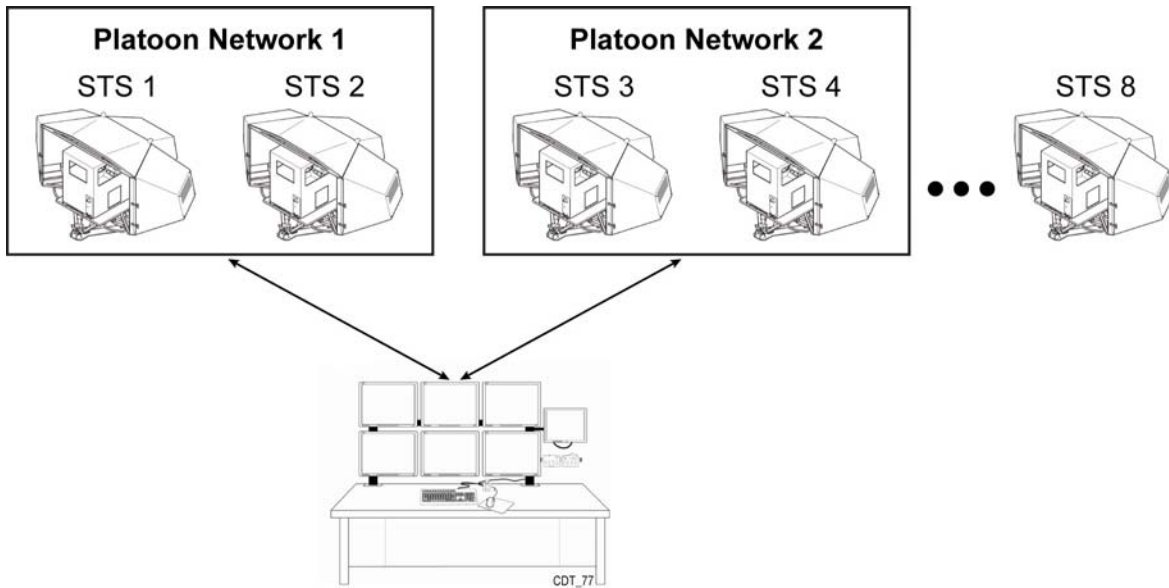 Platoon Network 1
Platoon Network 2
STS 1
STS 2
STS 3
STS 4
STS 8
CDT_77